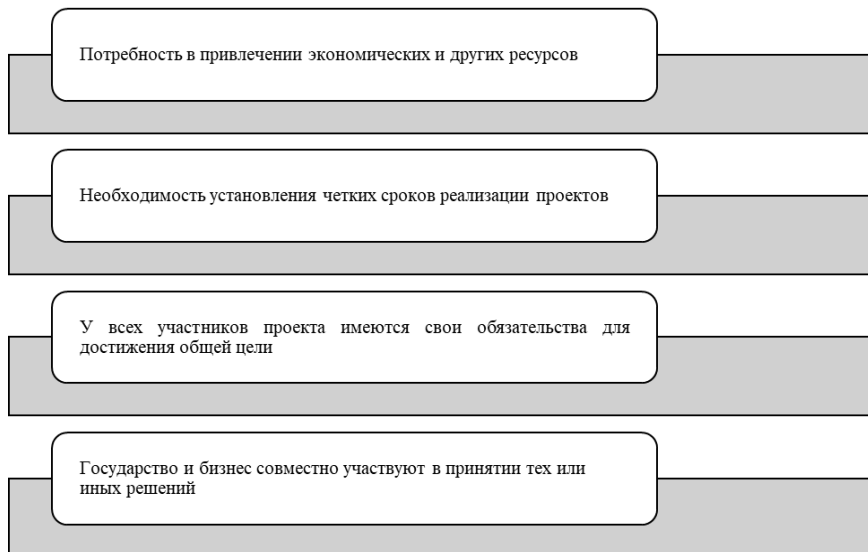 Потребность в привлечении экономических и других ресурсов
Необходимость установления четких сроков реализации проектов
У всех участников проекта имеются свои обязательства для
достижения общей цели
Государство и бизнес совместно участвуют в принятии тех или
иных решений